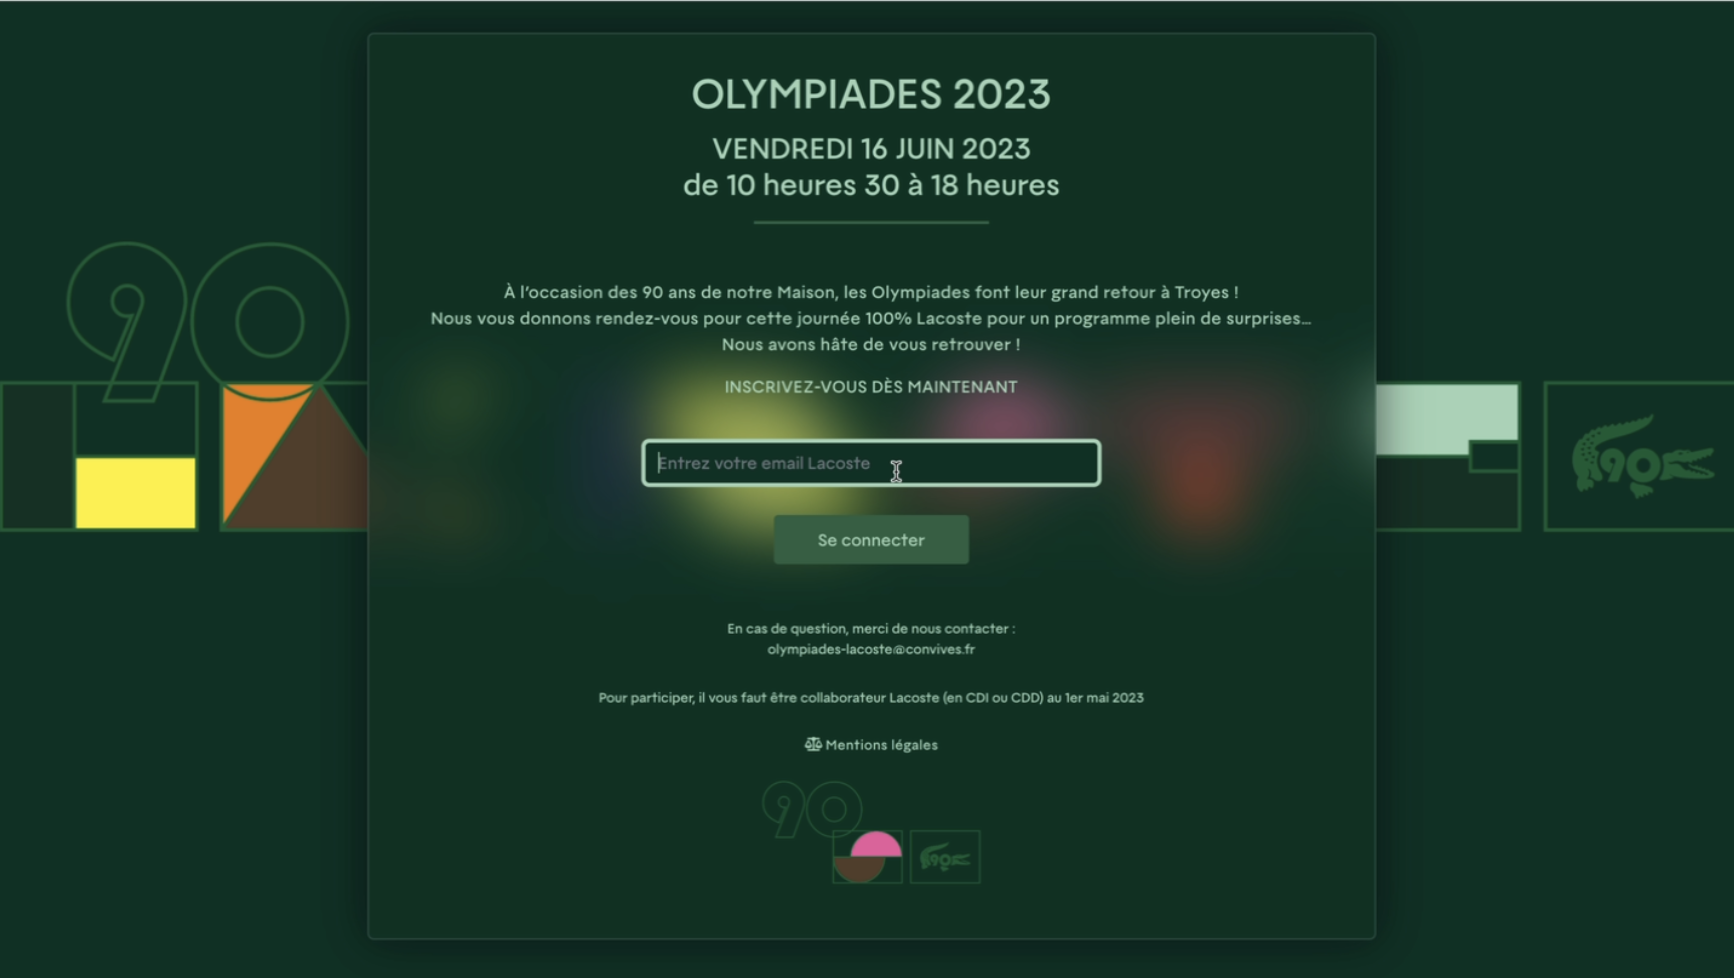 OLYMPIADES 2023
VENDREDI 16 JUIN 2023
de 10 heures 30 à 18 heures
À l'occasion des 90 ans de notre Maison, les Olympiades font leur grand retour à Troyes !
Nous vous donnons rendez-vous pour cette journée 100% Lacoste pour un programme plein de surprises…
Nous avons hâte de vous retrouver !
INSCRIVEZ-VOUS DÈS MAINTENANT
Entrez votre email Lacoste
Se connecter
En cas de question, merci de nous contacter :
olympiades-lacoste@convives.fr
Pour participer, il vous faut être collaborateur Lacoste (en CDI ou CDD) au 1er mai 2023
Mentions légales
90
90
90
90